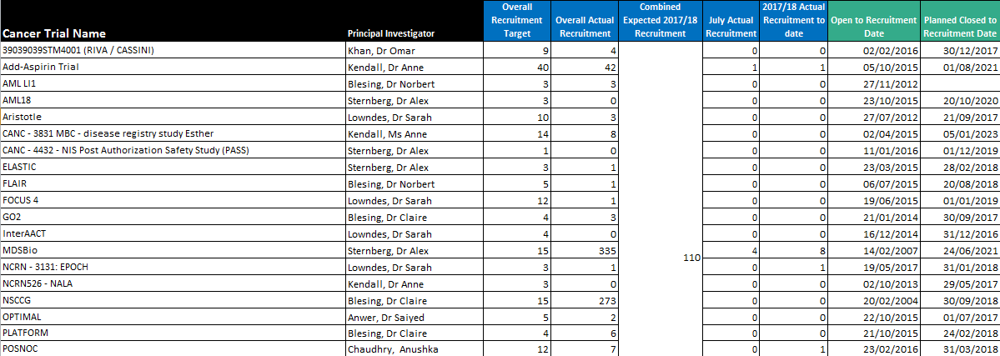 Cancer Trial Name Principal Investigator Overall Recruitment Target Overall Actual Recruitment Combined Expected 2017/18 Recruitment July Actual Recruitment 2017/18 Actual Recruitment to date Open to Recruitment Date Planned Closed to Recruitment Date
39039039STM4001 (RIVA / CASSINI) Khan, Dr Omar 9 4 0 0 02/02/2016 30/12/2017
Add-Aspirin Trial Kendall, Dr Anne 40 42 1 1 05/10/2015 01/08/2021
AML LI1 Blesing, Dr Norbert 3 3 0 0 27/11/2012
AML18 Sternberg, Dr Alex 3 0 0 0 23/10/2015 20/10/2020
Aristotle Lowndes, Dr Sarah 10 3 0 0 27/07/2012 21/09/2017
CANC - 3831 MBC - disease registry study Esther Kendall, Ms Anne 14 8 0 0 02/04/2015 05/01/2023
CANC - 4432 - NIS Post Authorization Safety Study (PASS) Sternberg, Dr Alex 1 0 0 0 11/01/2016 01/12/2019
ELASTIC Sternberg, Dr Alex 3 1 0 0 23/03/2015 28/02/2018
FLAIR Blesing, Dr Norbert 5 1 0 0 06/07/2015 20/08/2018
FOCUS 4 Lowndes, Dr Sarah 12 1 0 0 19/06/2015 01/01/2019
GO2 Blesing, Dr Claire 4 3 0 0 21/01/2014 30/09/2017
InterAACT Lowndes, Dr Sarah 4 0 0 0 16/12/2014 31/12/2016
MDSBio Sternberg, Dr Alex 15 335 110 4 8 14/02/2007 24/06/2021
NCRN - 3131: EPOCH Lowndes, Dr Sarah 3 1 0 1 19/05/2017 31/01/2018
NCRN526 - NALA Kendall, Dr Anne 3 0 0 0 02/10/2013 29/05/2017
NSCCG Blesing, Dr Claire 15 273 0 0 20/02/2004 30/09/2018
OPTIMAL Anwer, Dr Saiyed 5 2 0 0 22/10/2015 01/07/2017
PLATFORM Blesing, Dr Claire 4 6 0 0 21/10/2015 24/02/2018
POSNOC Chaudhry, Anushka 12 7 0 1 23/02/2016 31/03/2018